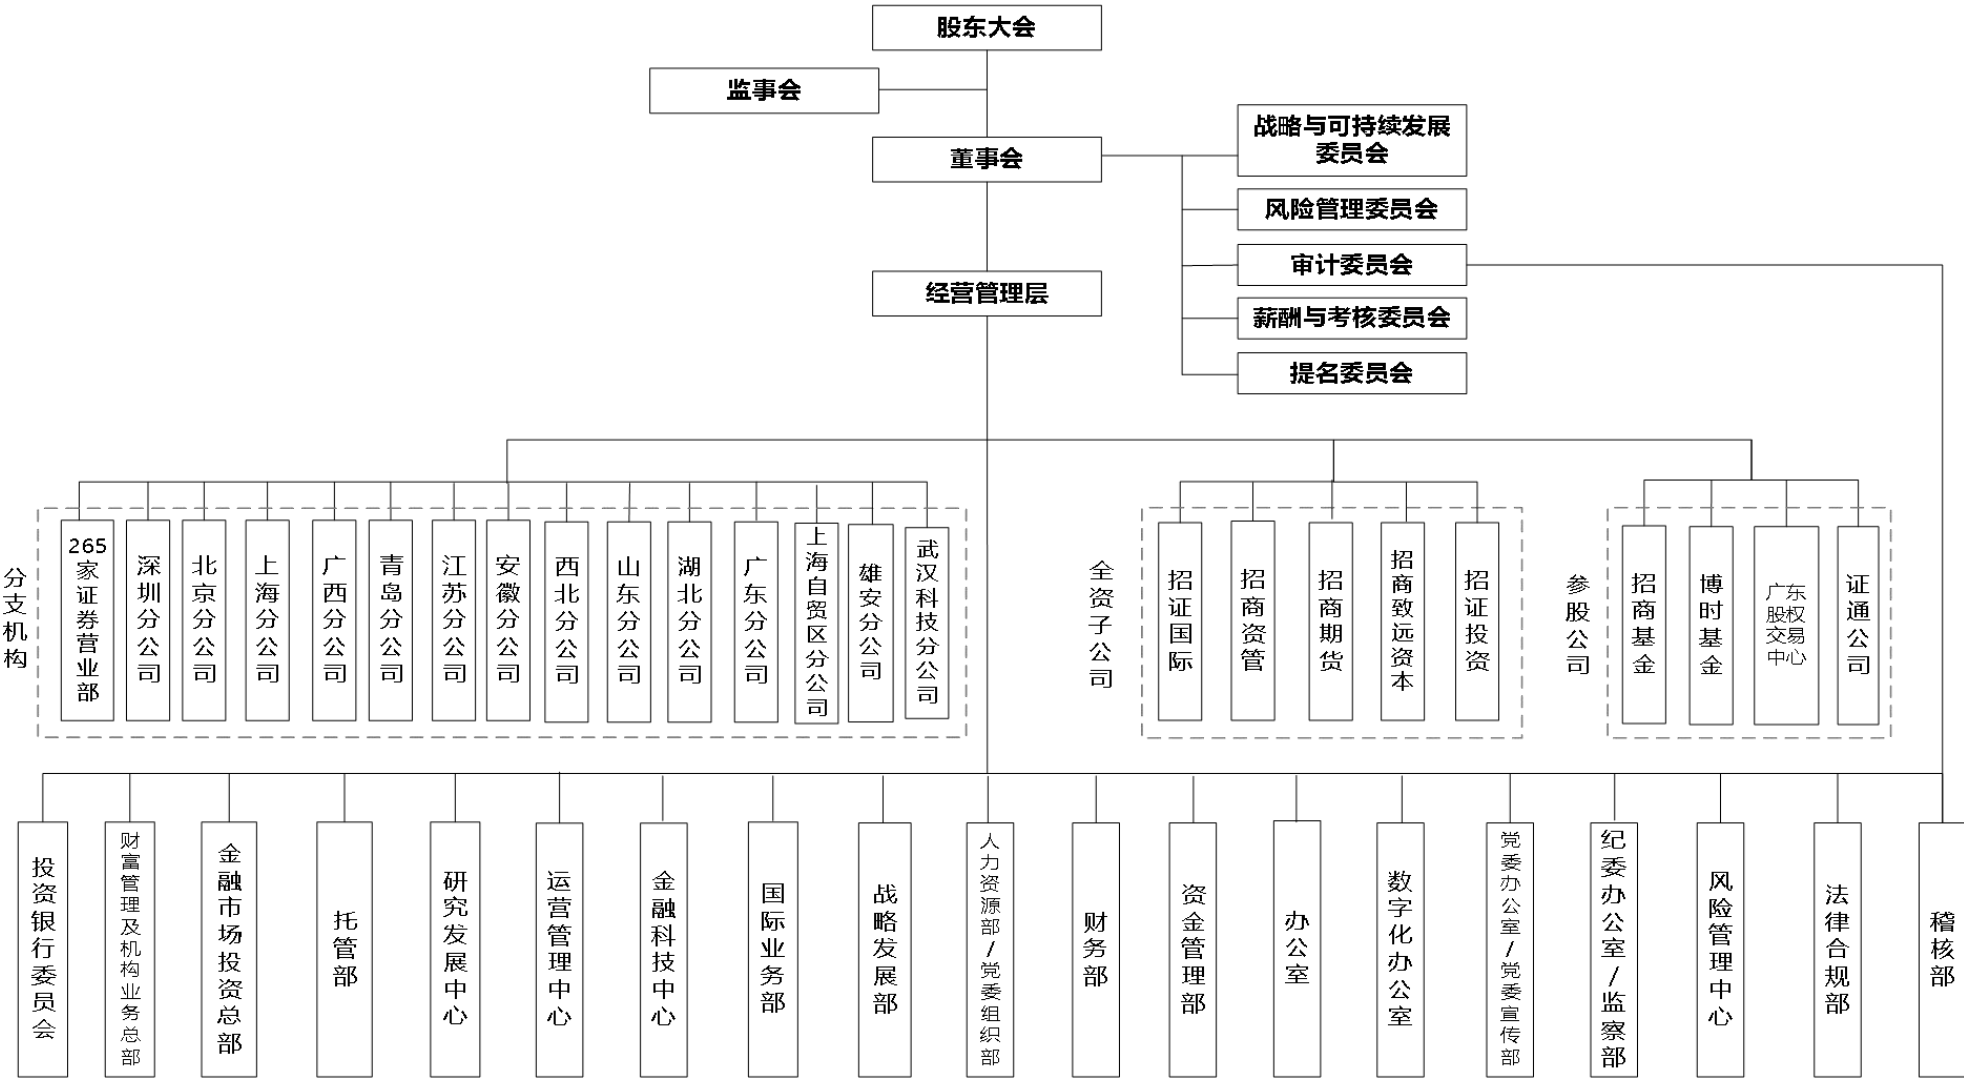 股东大会
监事会
董事会
战略与可持续发展
委员会
风险管理委员会
审计委员会
经营管理层
薪酬与考核委员会
提名委员会
分支机构
265
家证券营业部
深圳分公司
北京分公司
上海分公司
广西分公司
青岛分公司
江苏分公司
安徽分公司
西北分公司
山东分公司
湖北分公司
广东分公司
上海自贸区分公司
雄安分公司
武汉科技分公司
全资子公司
招证国际
招商资管
招商期货
招商致远资本
招证投资
参股公司
招商基金
博时基金
广东
股权
交易
中心
证通公司
投资银行委员会
财富管理及机构业务总部
金融市场投资总部
托管部
研究发展中心
运营管理中心
金融科技中心
国际业务部
战略发展部
人力资源部/党委组织部
财务部
资金管理部
办公室
数字化办公室
党委办公室/党委宣传部
纪委办公室/监察部
风险管理中心
法律合规部
稽核部